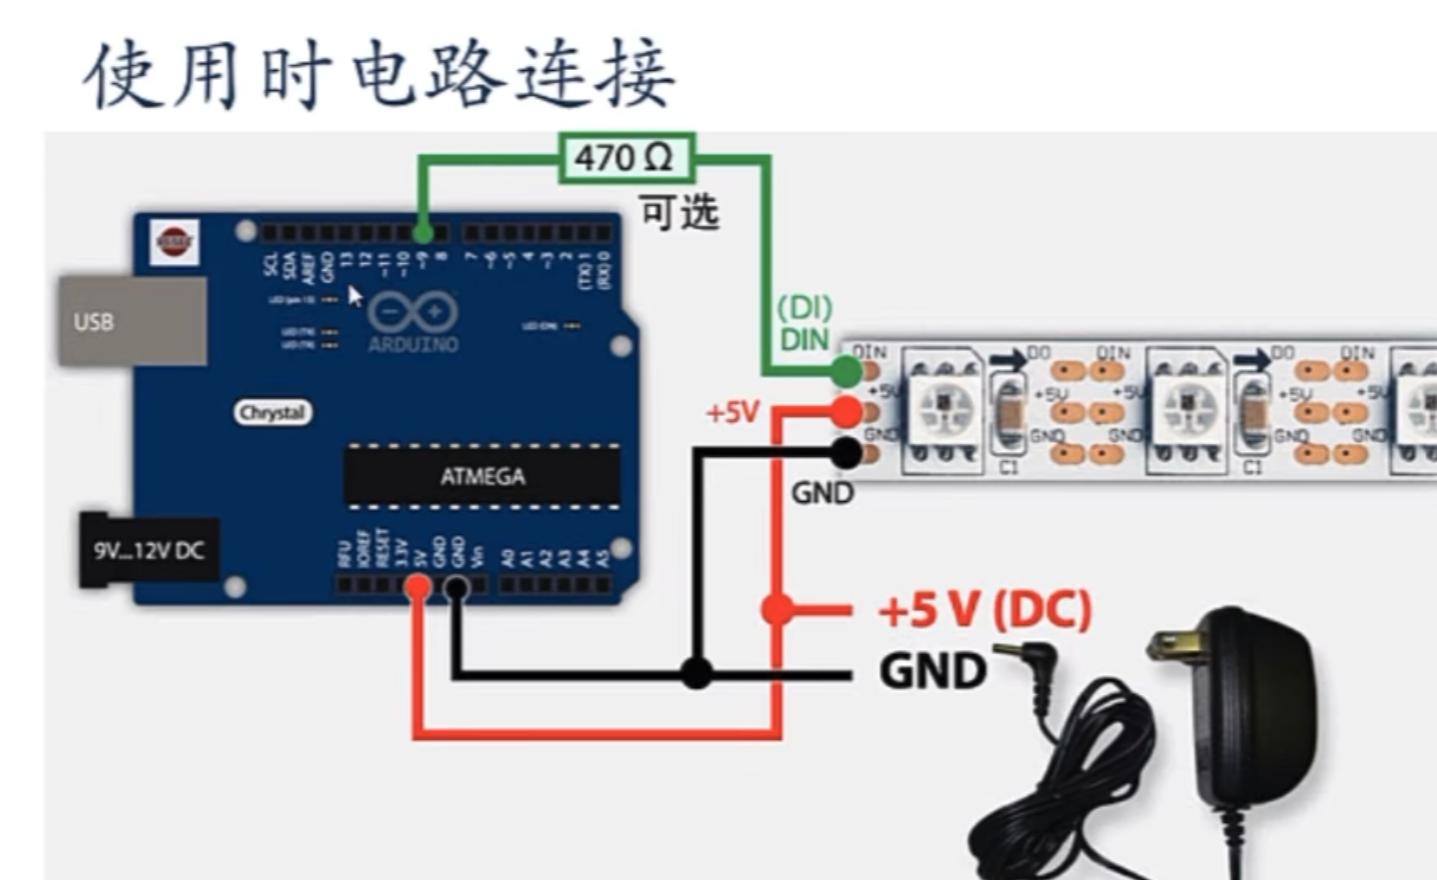 使用时电路连接
470 Ω
可选
SCL
SDA
AREF
GND
13
12
~11
~10
~9
8
7
~6
~5
4
~3
2
(TX) 1
(RX) 0
USB
ARDUINO
Chrystal
ATMEGA
9V...12V DC
RFU
IOREF
RESET
3.3V
5V
GND
GND
Vin
A0
A1
A2
A3
A4
A5
(DI)
DIN
+5V
GND
DIN
DO
DIN
DO
DIN
+5V
+5V
+5V
+5V
GND
GND
GND
GND
GND
C1
C1
+5 V (DC)
GND